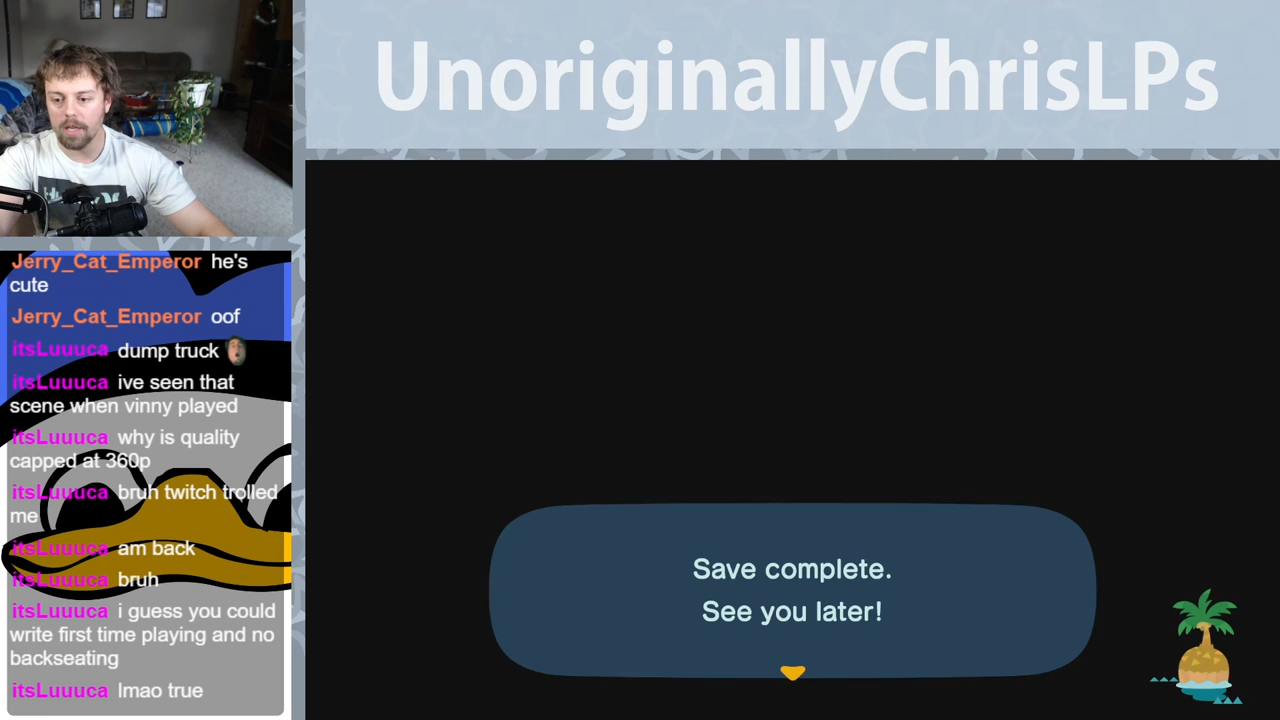 UnoriginallyChrisLPs
Jerry_Cat_Emperor he's
cute
Jerry_Cat_Emperor oof
itsLuuuca dump truck
itsLuuuca ive seen that
scene when vinny played
itsLuuuca why is quality
capped at 360p
itsLuuuca bruh twitch trolled
me
itsLuuuca am back
itsLuuuca bruh
itsLuuuca i guess you could
write first time playing and no
backseating
itsLuuuca lmao true
Save complete.
See you later!